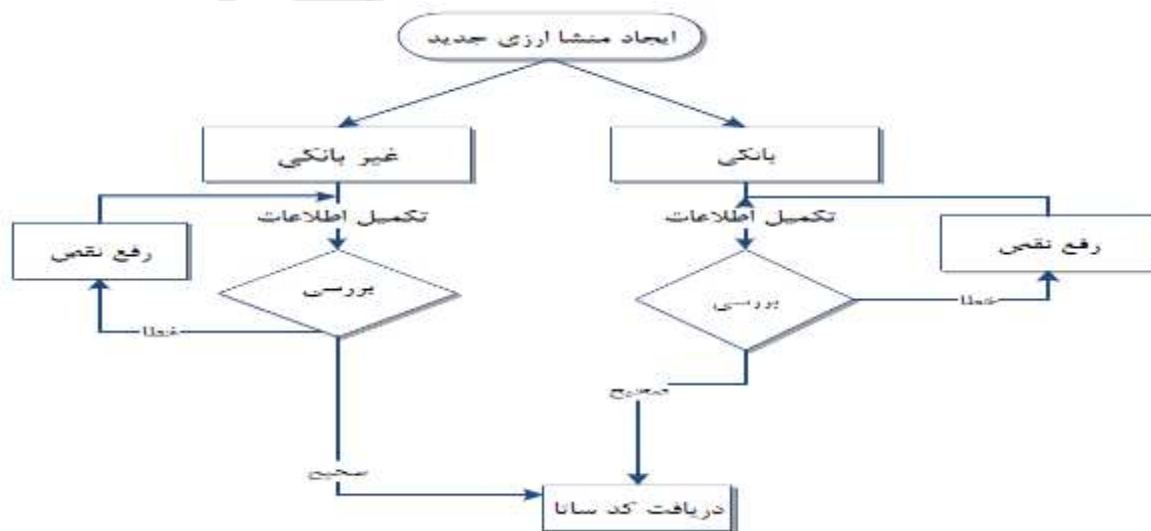 ایجاد منشا ارزی جدید
بانکی
غیر بانکی
تکمیل اطلاعات
تکمیل اطلاعات
رفع نقص
بررسی
بررسی
رفع نقص
خطا
خطا
صحیح
صحیح
دریافت کد ساتا